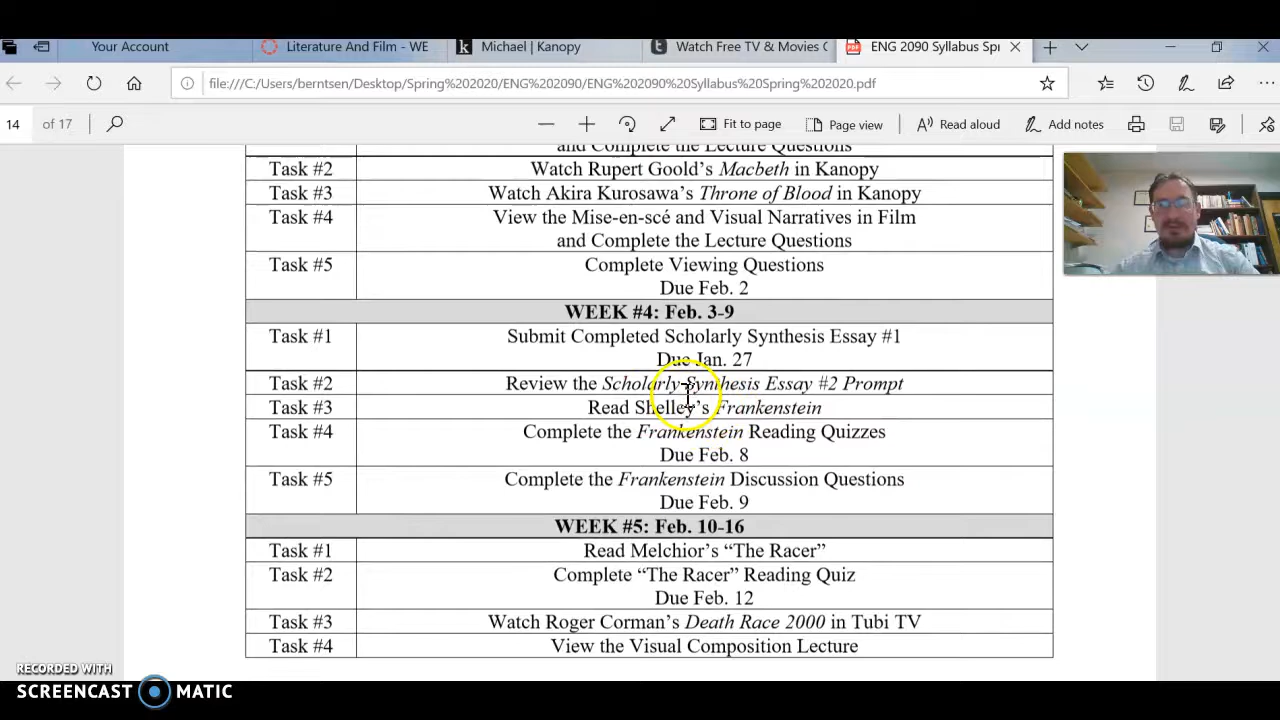 Your Account
Literature And Film - WE
k Michael | Kanopy
t Watch Free TV & Movies O
PDF ENG 2090 Syllabus Spr
file:///C:/Users/berntsen/Desktop/Spring%202020/ENG%202090/ENG%202090%20Syllabus%20Spring%202020.pdf
14 of 17
Fit to page
Page view
Read aloud
Add notes
and Complete the Lecture Questions
Task #2 Watch Rupert Goold’s Macbeth in Kanopy
Task #3 Watch Akira Kurosawa’s Throne of Blood in Kanopy
Task #4 View the Mise-en-scé and Visual Narratives in Film
and Complete the Lecture Questions
Task #5 Complete Viewing Questions
Due Feb. 2
WEEK #4: Feb. 3-9
Task #1 Submit Completed Scholarly Synthesis Essay #1
Due Jan. 27
Task #2 Review the Scholarly Synthesis Essay #2 Prompt
Task #3 Read Shelley’s Frankenstein
Task #4 Complete the Frankenstein Reading Quizzes
Due Feb. 8
Task #5 Complete the Frankenstein Discussion Questions
Due Feb. 9
WEEK #5: Feb. 10-16
Task #1 Read Melchior’s “The Racer”
Task #2 Complete “The Racer” Reading Quiz
Due Feb. 12
Task #3 Watch Roger Corman’s Death Race 2000 in Tubi TV
Task #4 View the Visual Composition Lecture
RECORDED WITH
SCREENCAST MATIC